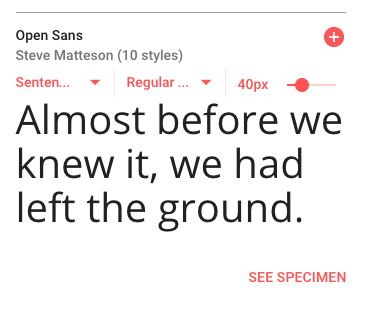 Open Sans
Steve Matteson (10 styles)
Senten... Regular ... 40px
Almost before we
knew it, we had
left the ground.
SEE SPECIMEN